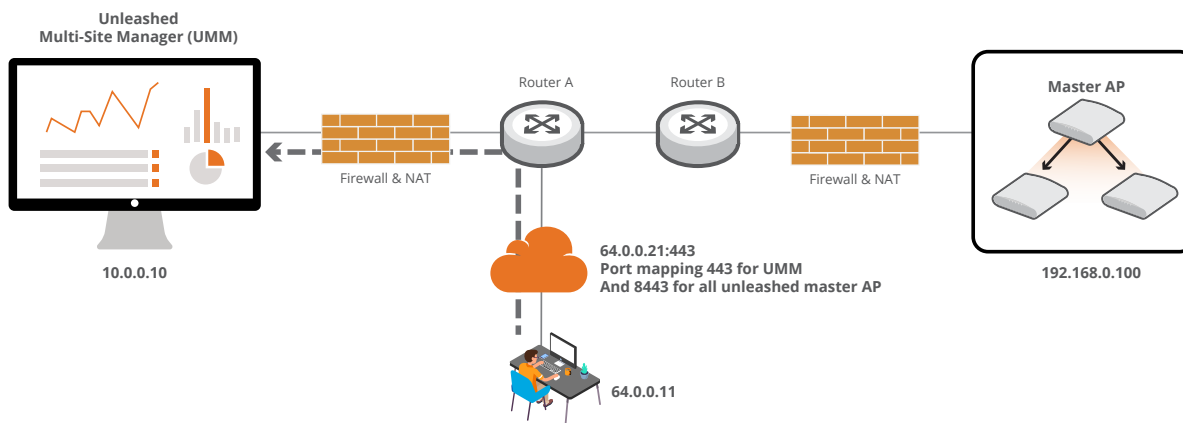 Unleashed
Multi-Site Manager (UMM)
Router A
Router B
Master AP
Firewall & NAT
Firewall & NAT
10.0.0.10
64.0.0.21:443
Port mapping 443 for UMM
And 8443 for all unleashed master AP
192.168.0.100
64.0.0.11